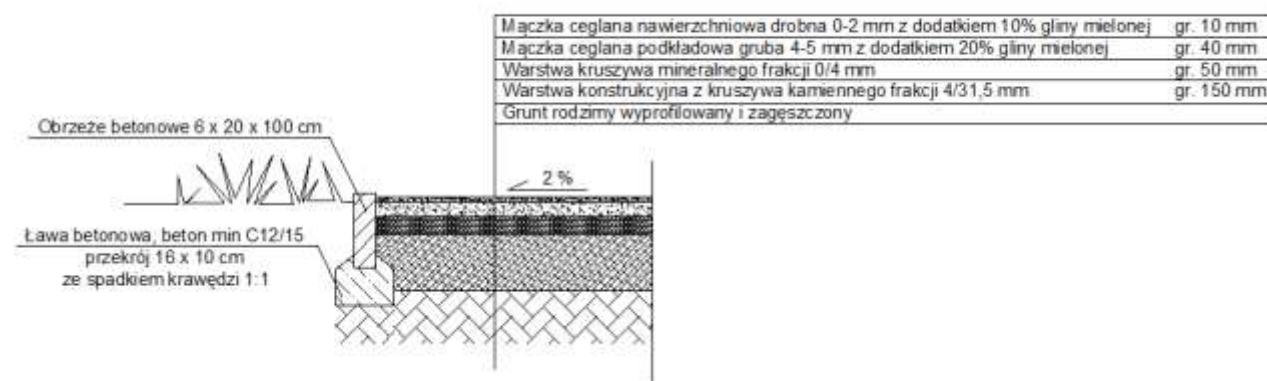 Mączka ceglana nawierzchniowa drobna 0-2 mm z dodatkiem 10% gliny mielonej gr. 10 mm
Mączka ceglana podkładowa gruba 4-5 mm z dodatkiem 20% gliny mielonej gr. 40 mm
Warstwa kruszywa mineralnego frakcji 0/4 mm gr. 50 mm
Warstwa konstrukcyjna z kruszywa kamiennego frakcji 4/31,5 mm gr. 150 mm
Grunt rodzimy wyprofilowany i zagęszczony
Obrzeże betonowe 6 x 20 x 100 cm
2 %
Ława betonowa, beton min C12/15
przekrój 16 x 10 cm
ze spadkiem krawędzi 1:1